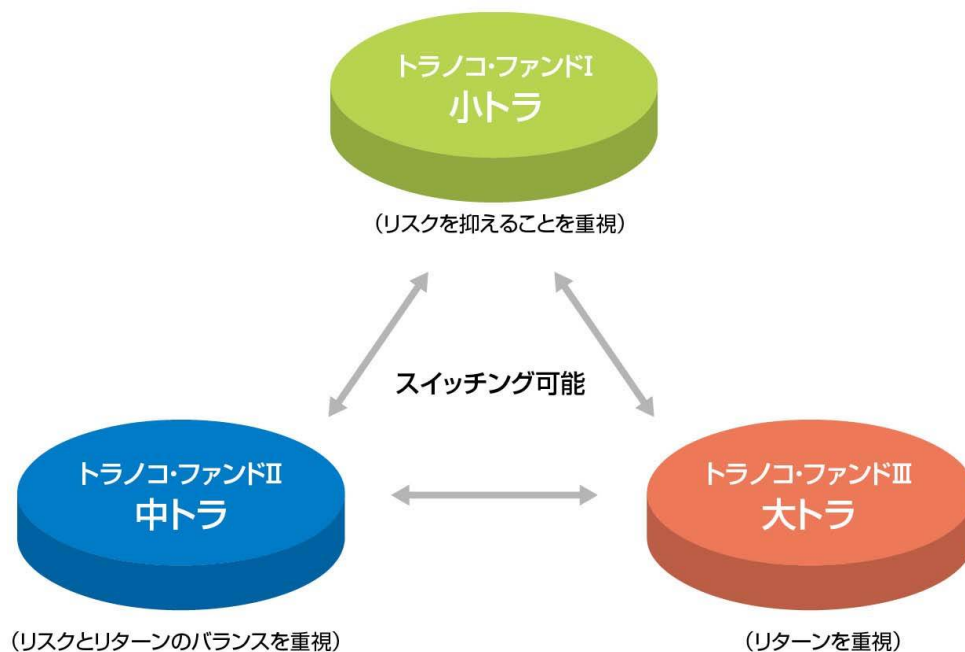 トラノコ・ファンドⅠ
小トラ
（リスクを抑えることを重視）
スイッチング可能
トラノコ・ファンドⅡ
中トラ
（リスクとリターンのバランスを重視）
トラノコ・ファンドⅢ
大トラ
（リターンを重視）